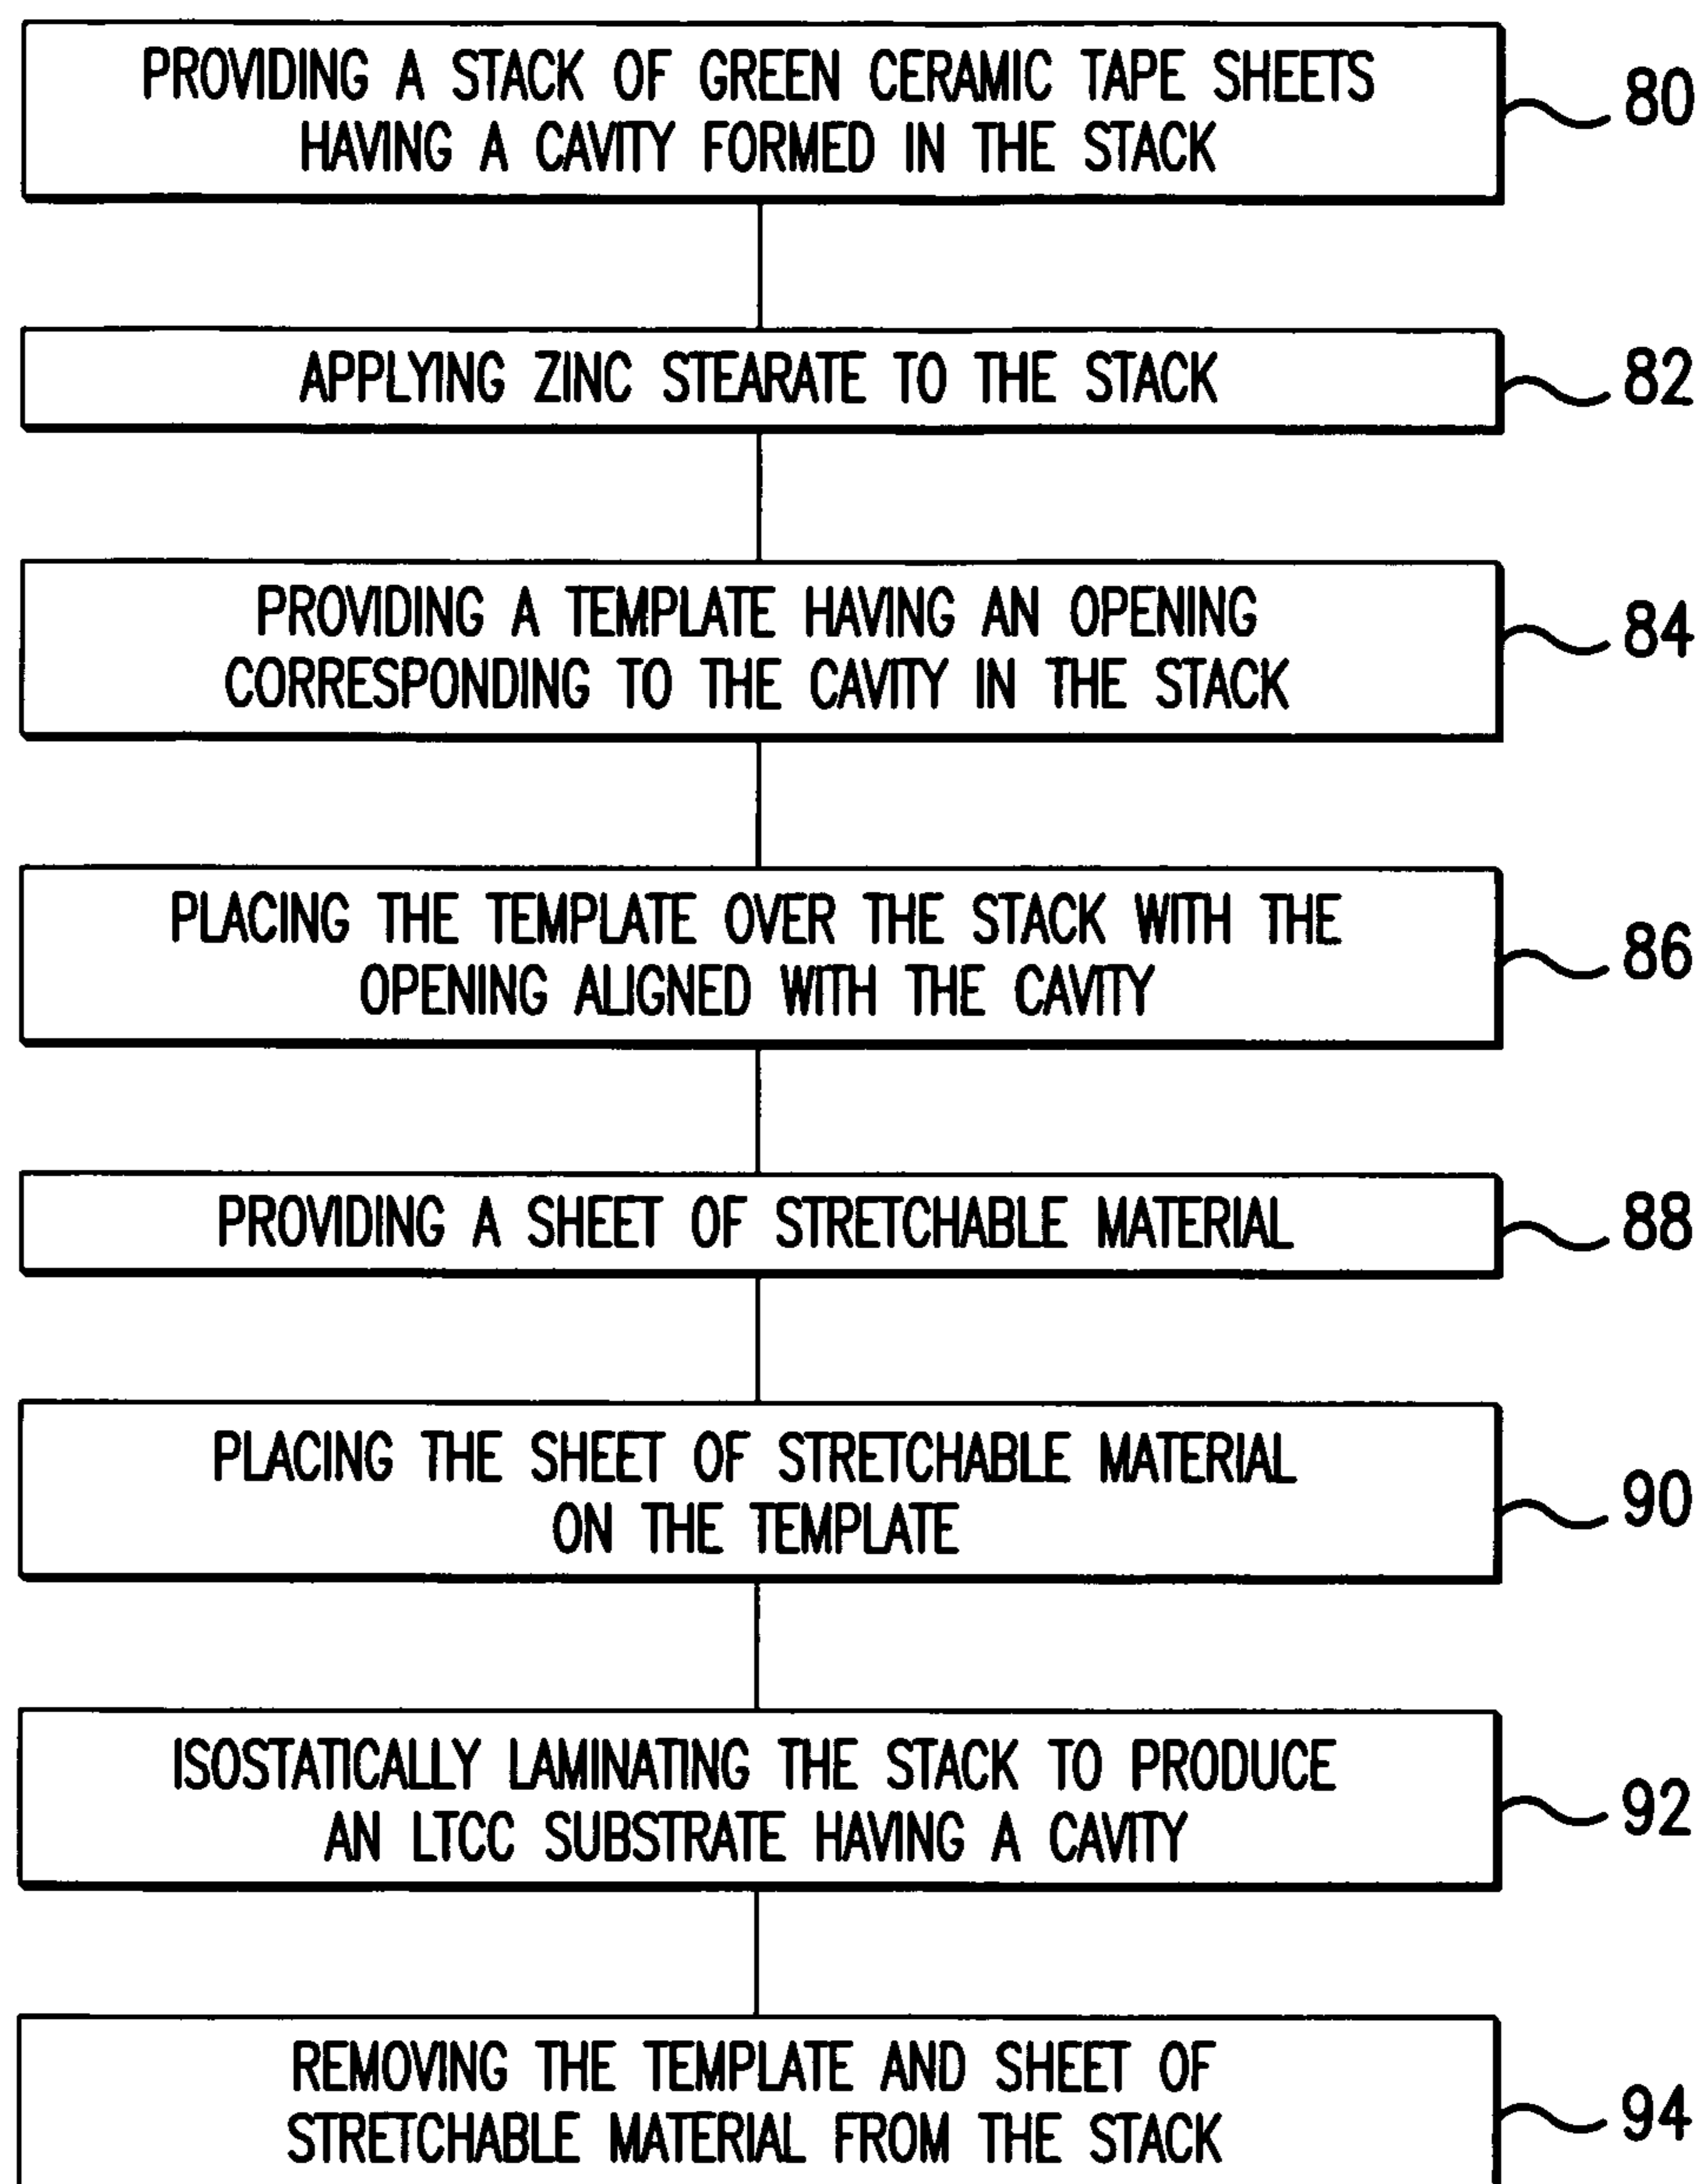 PROVIDING A STACK OF GREEN CERAMIC TAPE SHEETS
HAVING A CAVITY FORMED IN THE STACK
80
APPLYING ZINC STEARATE TO THE STACK
82
PROVIDING A TEMPLATE HAVING AN OPENING
CORRESPONDING TO THE CAVITY IN THE STACK
84
PLACING THE TEMPLATE OVER THE STACK WITH THE
OPENING ALIGNED WITH THE CAVITY
86
PROVIDING A SHEET OF STRETCHABLE MATERIAL
88
PLACING THE SHEET OF STRETCHABLE MATERIAL
ON THE TEMPLATE
90
ISOSTATICALLY LAMINATING THE STACK TO PRODUCE
AN LTCC SUBSTRATE HAVING A CAVITY
92
REMOVING THE TEMPLATE AND SHEET OF
STRETCHABLE MATERIAL FROM THE STACK
94